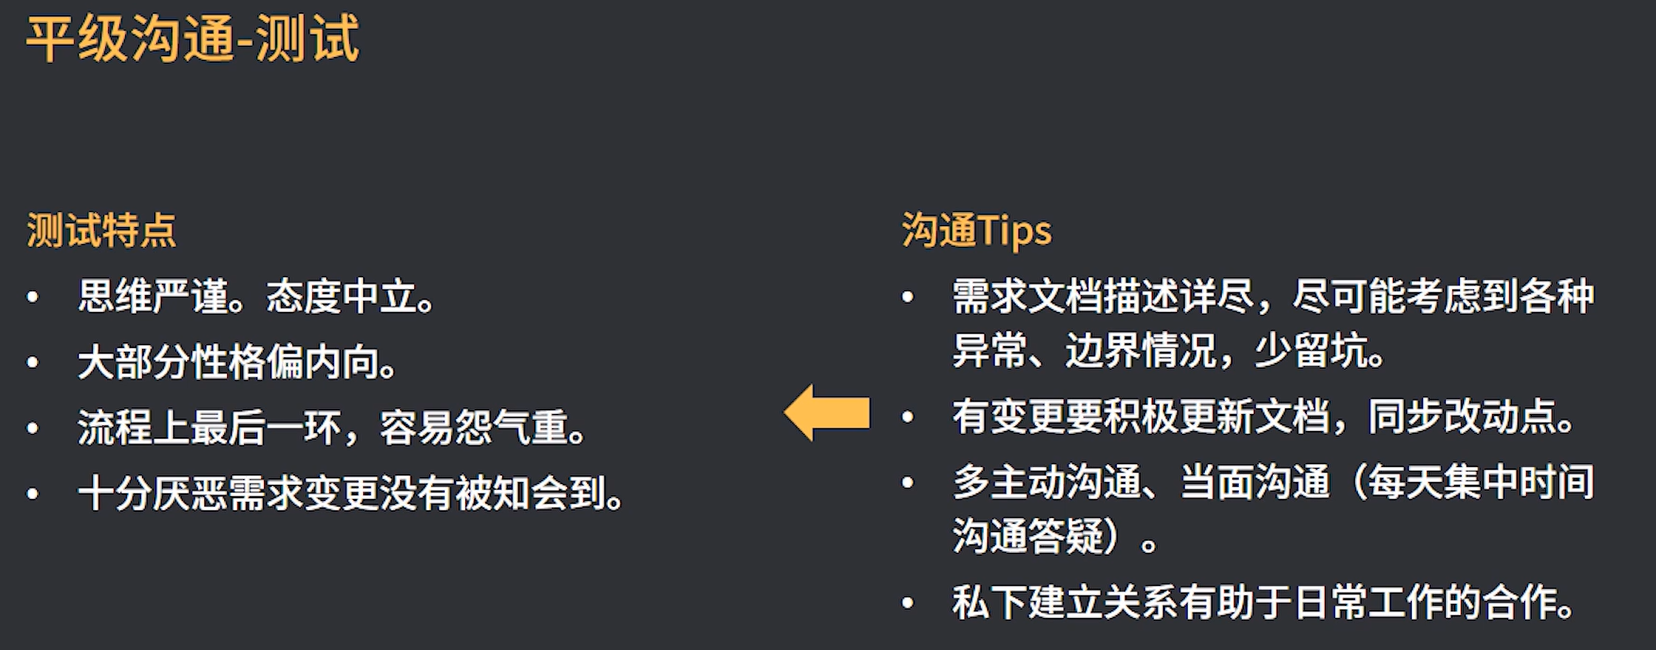 平级沟通-测试
测试特点
• 思维严谨。态度中立。
• 大部分性格偏内向。
• 流程上最后一环，容易怨气重。
• 十分厌恶需求变更没有被知会到。
沟通Tips
• 需求文档描述详尽，尽可能考虑到各种
异常、边界情况，少留坑。
• 有变更要积极更新文档，同步改动点。
• 多主动沟通、当面沟通（每天集中时间
沟通答疑）。
• 私下建立关系有助于日常工作的合作。